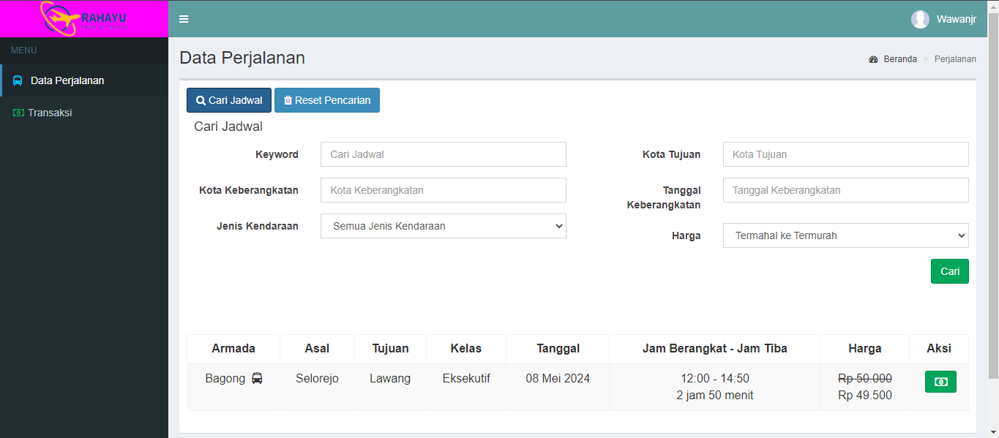 RAHAYU
TOUR & TRAVEL
Wawanjr
MENU
Data Perjalanan
Transaksi
Data Perjalanan
Beranda > Perjalanan
Cari Jadwal
Reset Pencarian
Cari Jadwal
Keyword
Cari Jadwal
Kota Tujuan
Kota Tujuan
Kota Keberangkatan
Kota Keberangkatan
Tanggal
Keberangkatan
Tanggal Keberangkatan
Jenis Kendaraan
Semua Jenis Kendaraan
Harga
Termahal ke Termurah
Cari
Armada Asal Tujuan Kelas Tanggal Jam Berangkat - Jam Tiba Harga Aksi
Bagong Selorejo Lawang Eksekutif 08 Mei 2024 12:00 - 14:50 Rp 50.000
2 jam 50 menit Rp 49.500